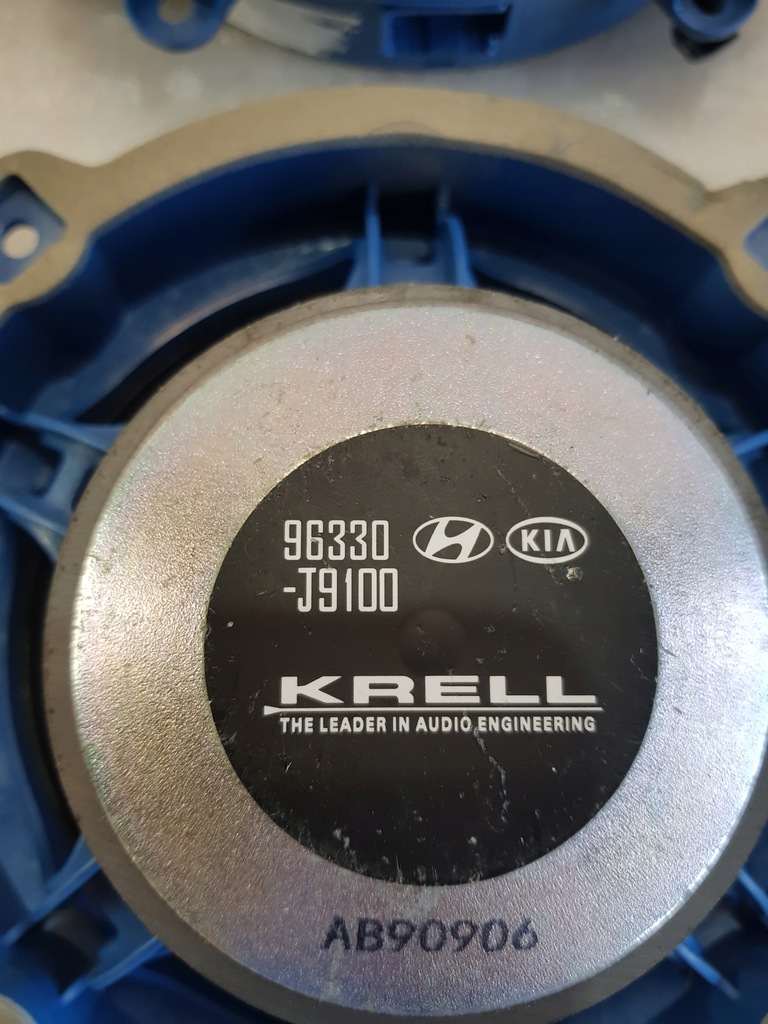 96330 KIA
-J9100
KRELL
THE LEADER IN AUDIO ENGINEERING
AB90906